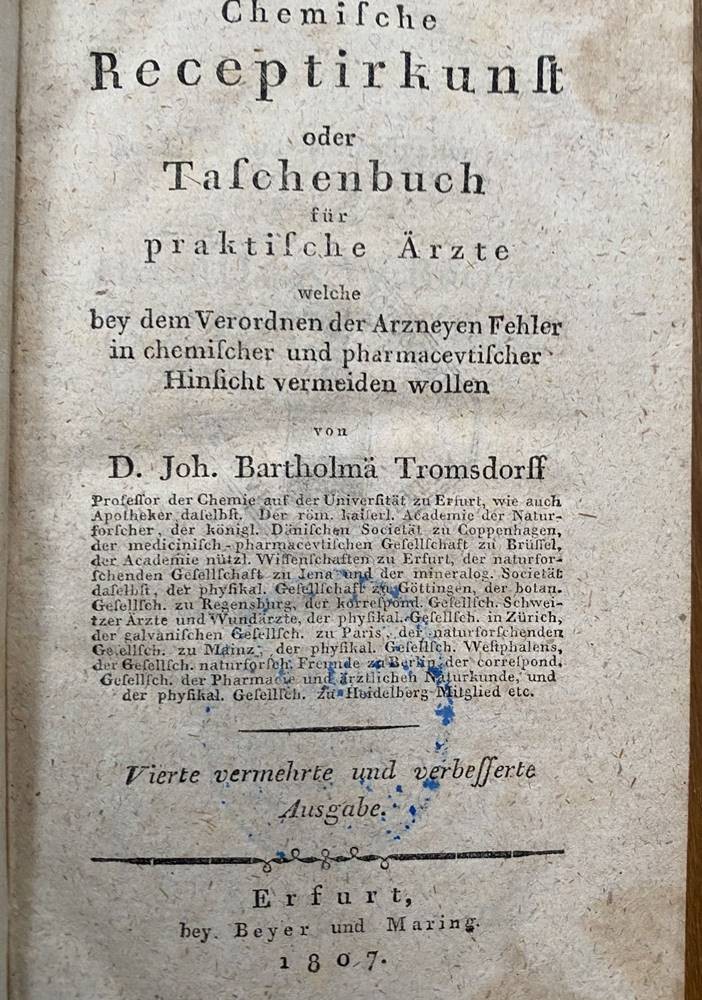 Chemiſche
Receptirkunſt
oder
Taſchenbuch
für
praktiſche Ärzte
welche
bey dem Verordnen der Arzneyen Fehler
in chemiſcher und pharmacevtiſcher
Hinſicht vermeiden wollen
von
D. Joh. Bartholmä Tromsdorff
Profeſſor der Chemie auf der Univerſität zu Erfurt, wie auch
Apotheker daſelbſt, Der röm. kaiſerl. Academie der Natur-
forſcher, der königl. Däniſchen Societät zu Coppenhagen,
der mediciniſch-pharmacevtiſchen Geſellſchaft zu Brüſſel,
der Academie nützl. Wiſſenſchaften zu Erfurt, der naturfor-
ſchenden Geſellſchaft zu Jena und der mineralog. Societät
daſelbſt, der phyſikal. Geſellſchaft zu Göttingen, der botan.
Geſellſch. zu Regensburg, der korreſpond. Geſellſch. Schwei-
tzer Ärzte und Wundärzte, der phyſikal. Geſellſch. in Zürich,
der galvaniſchen Geſellſch. zu Paris, der naturforſchenden
Geſellſch. zu Mainz, der phyſikal. Geſellſch. Weſtphalens,
der Geſellſch. naturforſch. Freunde zu Berlin, der correſpond.
Geſellſch. der Pharmacie und ärztlichen Naturkunde, und
der phyſikal. Geſellſch. zu Heidelberg Mitglied etc.
Vierte vermehrte und verbeſſerte
Ausgabe.
Erfurt,
bey Beyer und Maring.
1807.